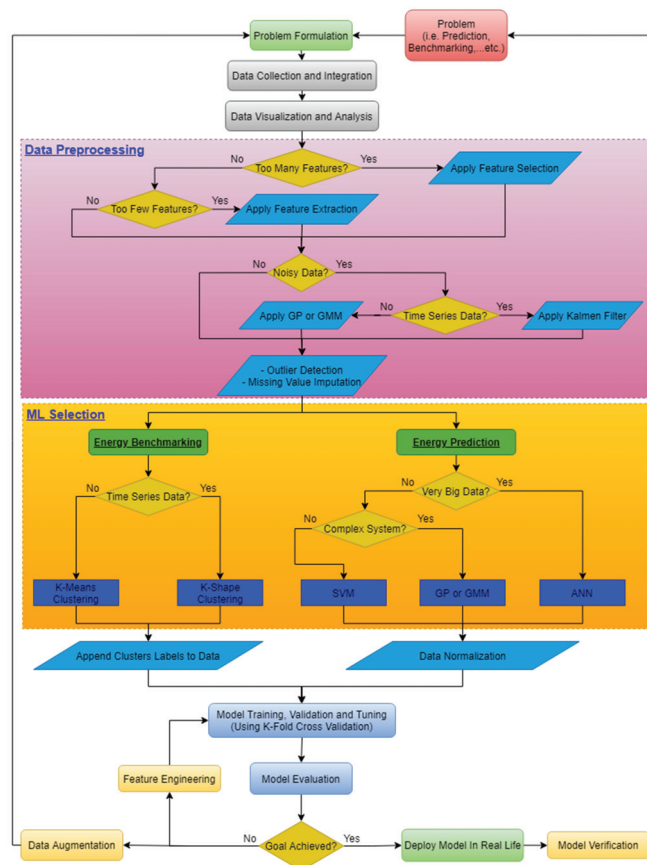 Problem Formulation
Problem
(i.e. Prediction,
Benchmarking,...etc.)
Data Collection and Integration
Data Visualization and Analysis
Data Preprocessing
No
Too Many Features?
Yes
Apply Feature Selection
No
Too Few Features?
Yes
Apply Feature Extraction
No
Noisy Data?
Yes
Apply GP or GMM
No
Time Series Data?
Yes
Apply Kalmen Filter
- Outlier Detection
- Missing Value Imputation
ML Selection
Energy Benchmarking
Energy Prediction
No
Time Series Data?
Yes
No
Very Big Data?
Yes
No
Complex System?
Yes
K-Means
Clustering
K-Shape
Clustering
SVM
GP or GMM
ANN
Append Clusters Labels to Data
Data Normalization
Model Training, Validation and Tuning
(Using K-Fold Cross Validation)
Feature Engineering
Model Evaluation
Data Augmentation
No
Goal Achieved?
Yes
Deploy Model In Real Life
Model Verification